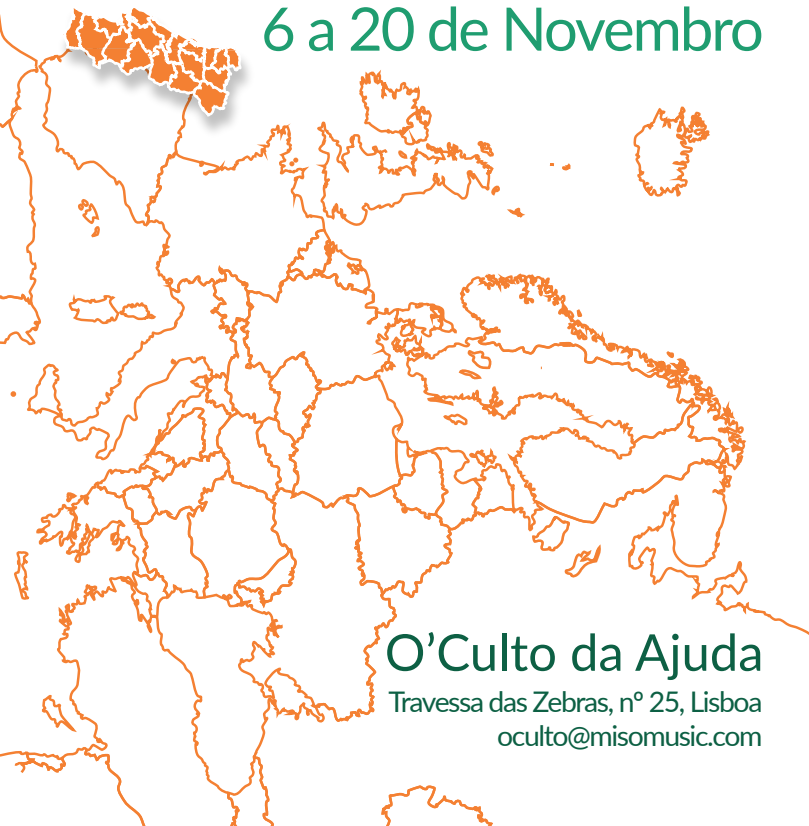 6 a 20 de Novembro
O’Culto da Ajuda
Travessa das Zebras, nº 25, Lisboa
oculto@misomusic.com